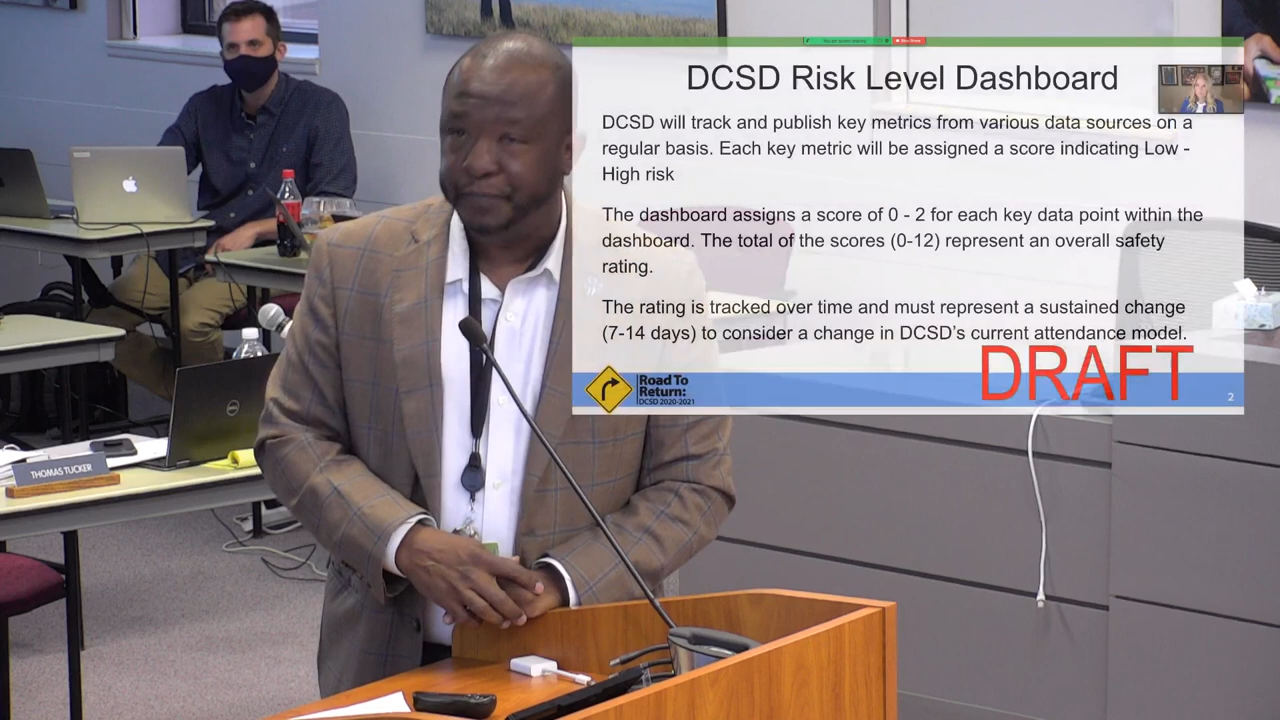 DCSD Risk Level Dashboard
DCSD will track and publish key metrics from various data sources on a
regular basis. Each key metric will be assigned a score indicating Low -
High risk
The dashboard assigns a score of 0 - 2 for each key data point within the
dashboard. The total of the scores (0-12) represent an overall safety
rating.
The rating is tracked over time and must represent a sustained change
(7-14 days) to consider a change in DCSD's current attendance model.
DRAFT
Road To
Return:
DCSD 2020-2021
2
THOMAS TUCKER
DELL